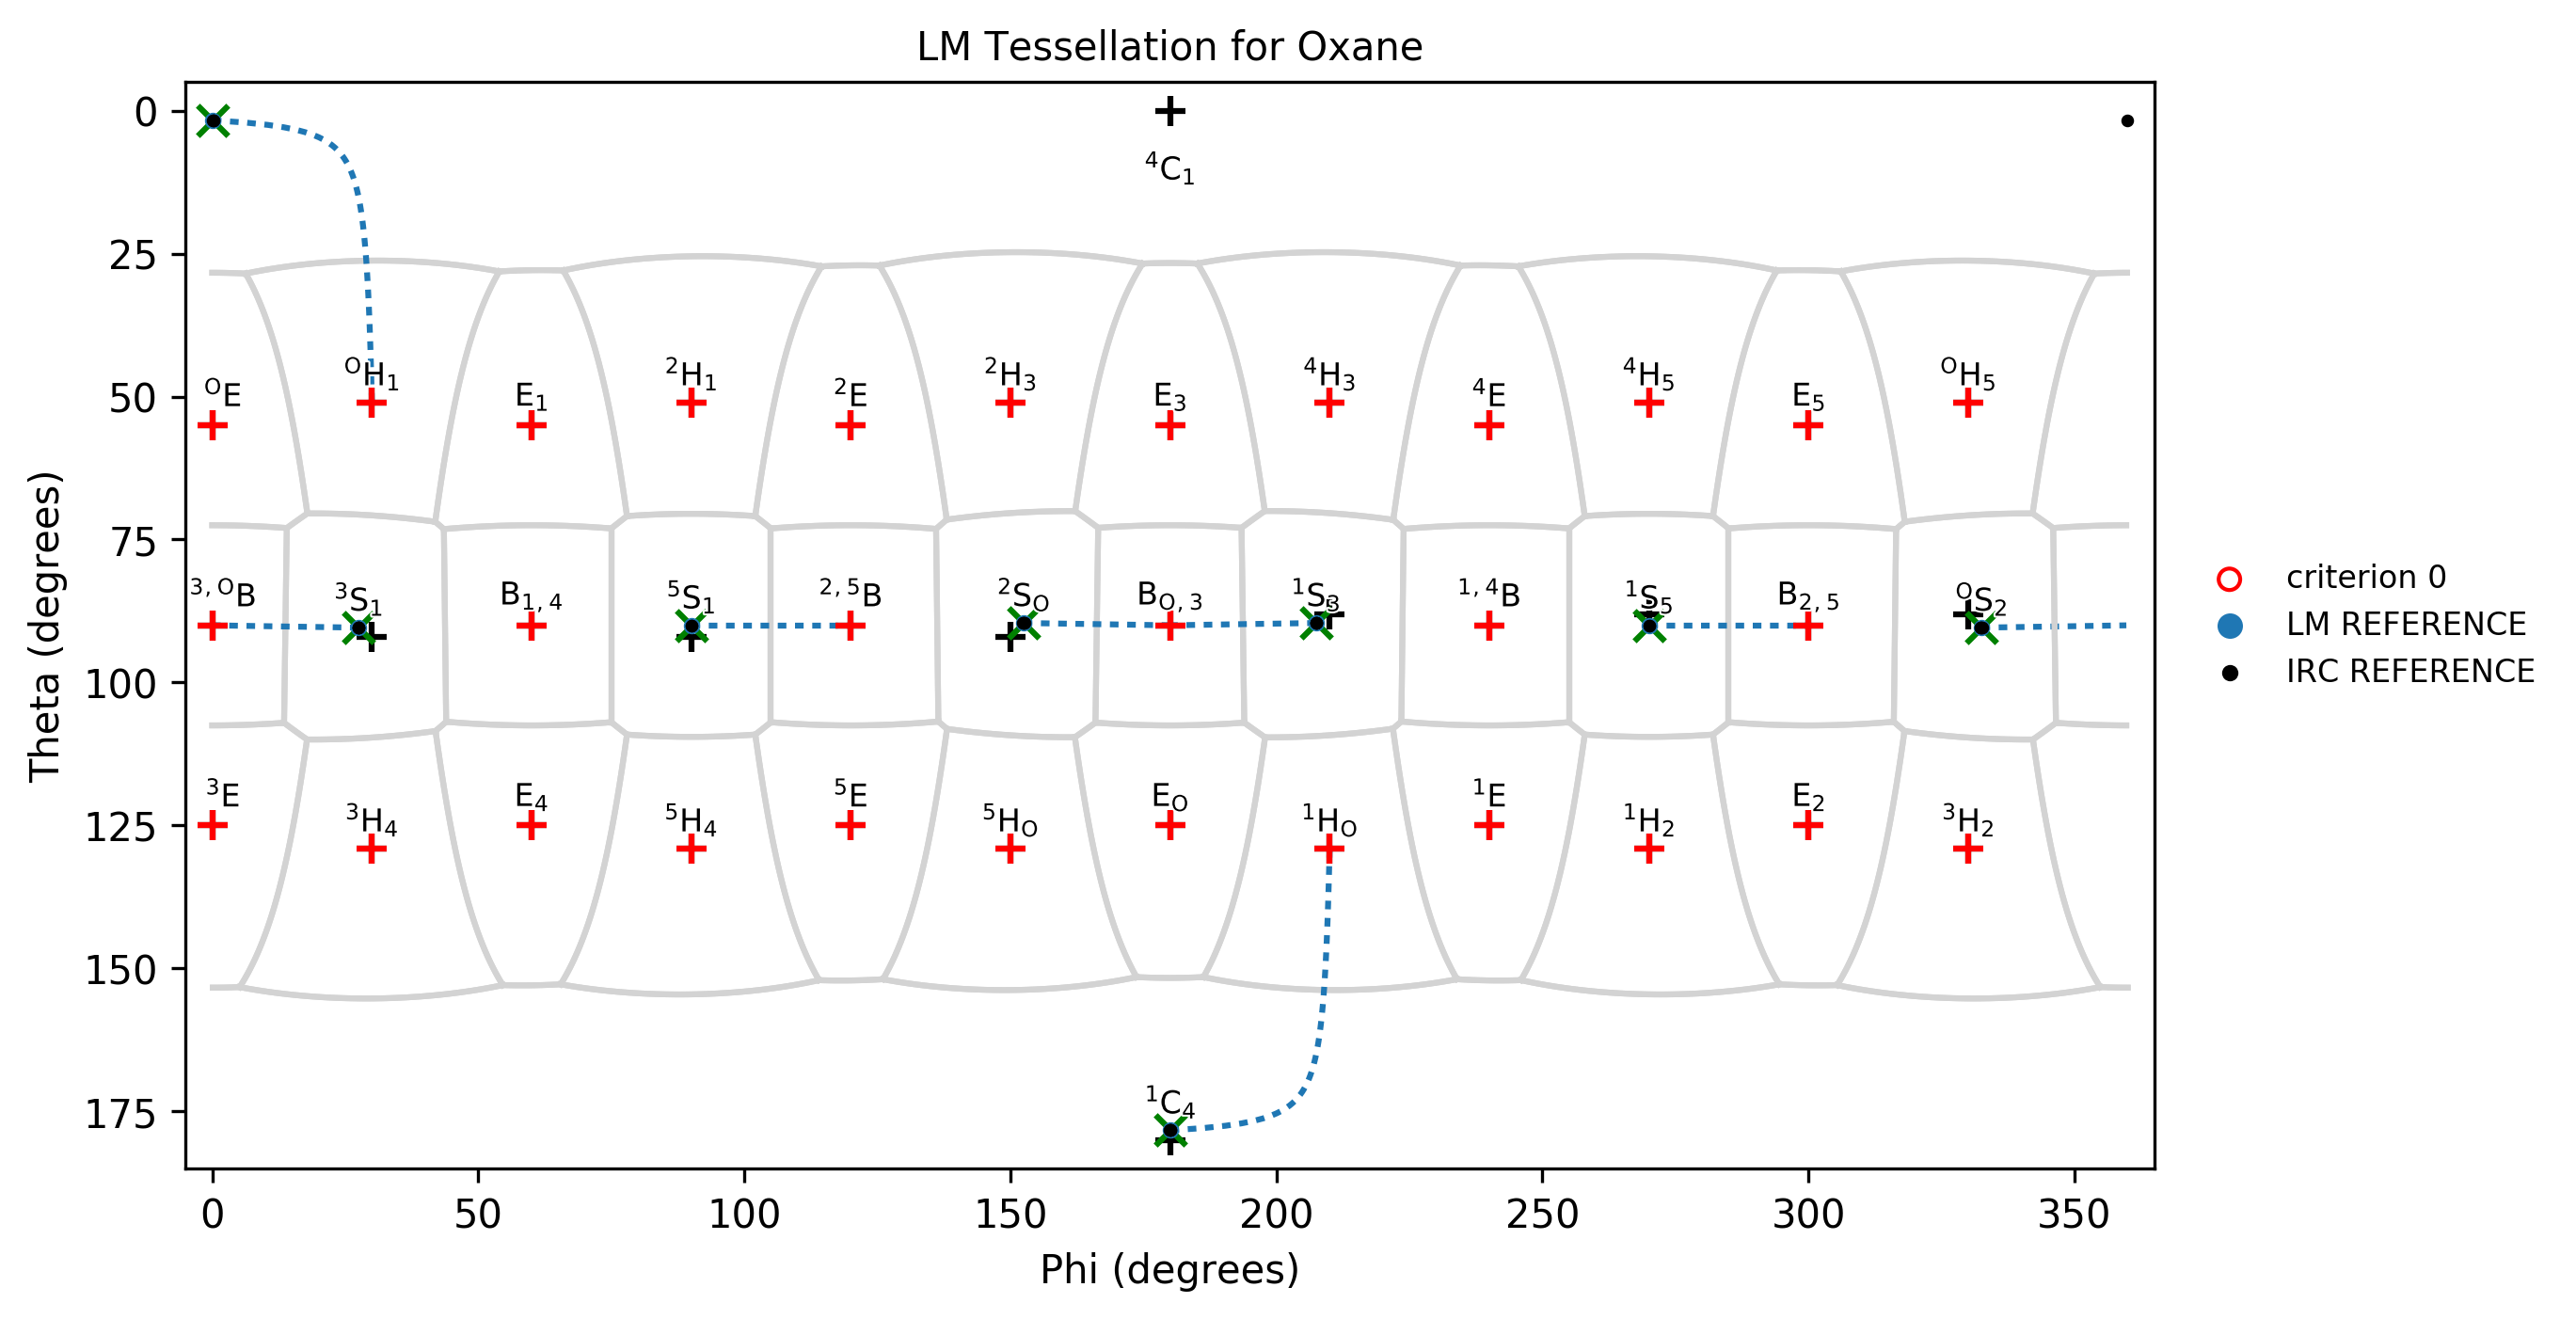 LM Tessellation for Oxane
0
⁴C₁
25
ᴼH₁ ²H₁ ²H₃ ⁴H₃ ⁴H₅ ᴼH₅
50
ᴼE E₁ ²E E₃ ⁴E E₅
75
³,ᴼB ³S₁ B₁,₄ ⁵S₁ ²,⁵B ²Sₒ Bₒ,₃ ¹S₃ ¹,⁴B ¹S₅ B₂,₅ ᴼS₂
criterion 0
LM REFERENCE
IRC REFERENCE
100
³E E₄ ⁵E Eₒ ¹E E₂
125
³H₄ ⁵H₄ ⁵Hₒ ¹Hₒ ¹H₂ ³H₂
150
175
¹C₄
0 50 100 150 200 250 300 350
Phi (degrees)
Theta (degrees)